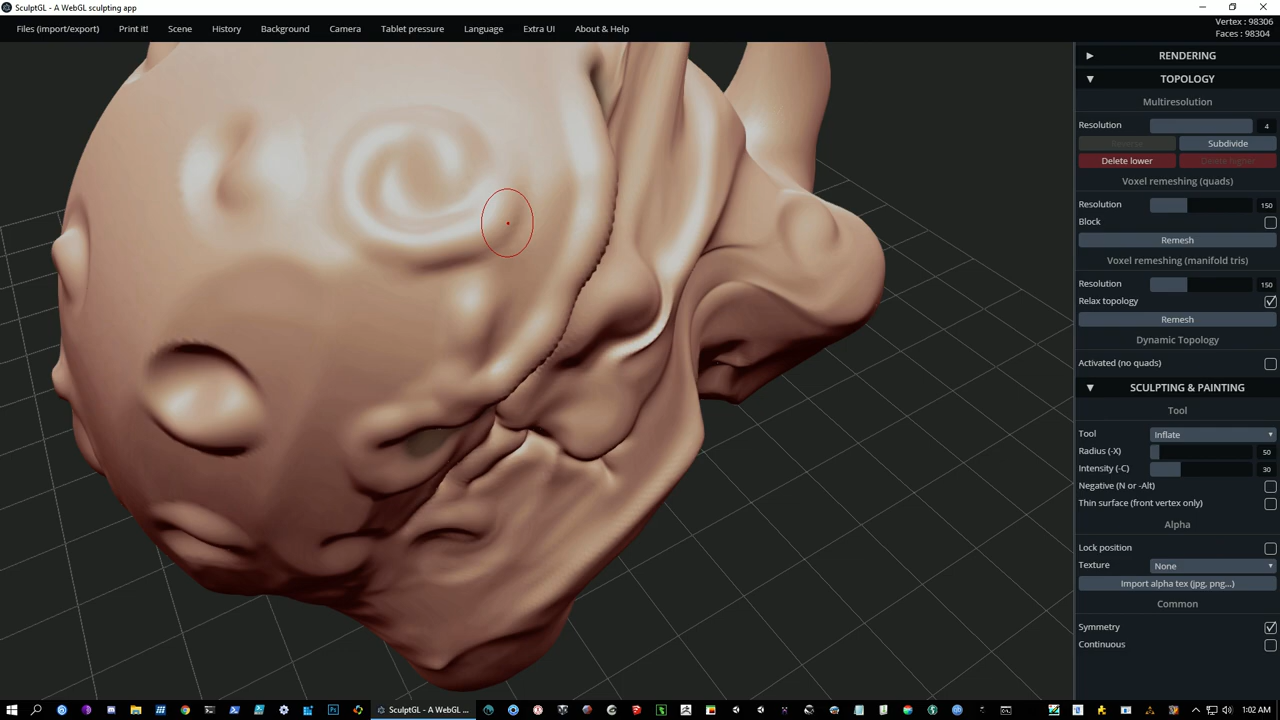 SculptGL - A WebGL sculpting app
Files (import/export) Print it! Scene History Background Camera Tablet pressure Language Extra UI About & Help
Vertex : 98306
Faces : 98304
RENDERING
TOPOLOGY
Multiresolution
Resolution 4
Reverse Subdivide
Delete lower Delete higher
Voxel remeshing (quads)
Resolution 150
Block
Remesh
Voxel remeshing (manifold tris)
Resolution 150
Relax topology
Remesh
Dynamic Topology
Activated (no quads)
SCULPTING & PAINTING
Tool
Tool Inflate
Radius (-X) 50
Intensity (-C) 30
Negative (N or -Alt)
Thin surface (front vertex only)
Alpha
Lock position
Texture None
Import alpha tex (jpg, png...)
Common
Symmetry
Continuous
SculptGL - A WebGL ...
1:02 AM